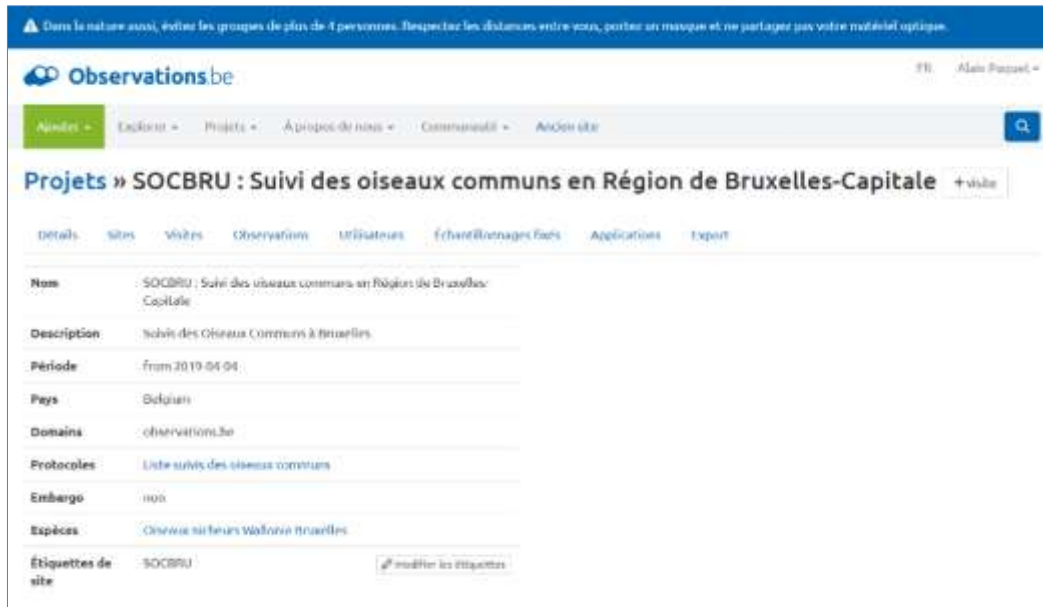 Dans la nature aussi, évitez les groupes de plus de 4 personnes. Respectez les distances entre vous, portez un masque et ne partagez pas votre matériel optique.
Observations.be
FR Alain Paquet
Ajouter Explorer Projets À propos de nous Communauté Ancien site
Projets » SOCBRU : Suivi des oiseaux communs en Région de Bruxelles-Capitale + visite
Détails Sites Visites Observations Utilisateurs Échantillonnages fixés Applications Export
Nom SOCBRU : Suivi des oiseaux communs en Région de Bruxelles-
Capitale
Description Suivis des Oiseaux Communs à Bruxelles
Période from 2019-04-04
Pays Belgium
Domains observations.be
Protocoles Liste suivis des oiseaux communs
Embargo non
Espèces Oiseaux nicheurs Wallonie Bruxelles
Étiquettes de SOCBRU modifier les étiquettes
site